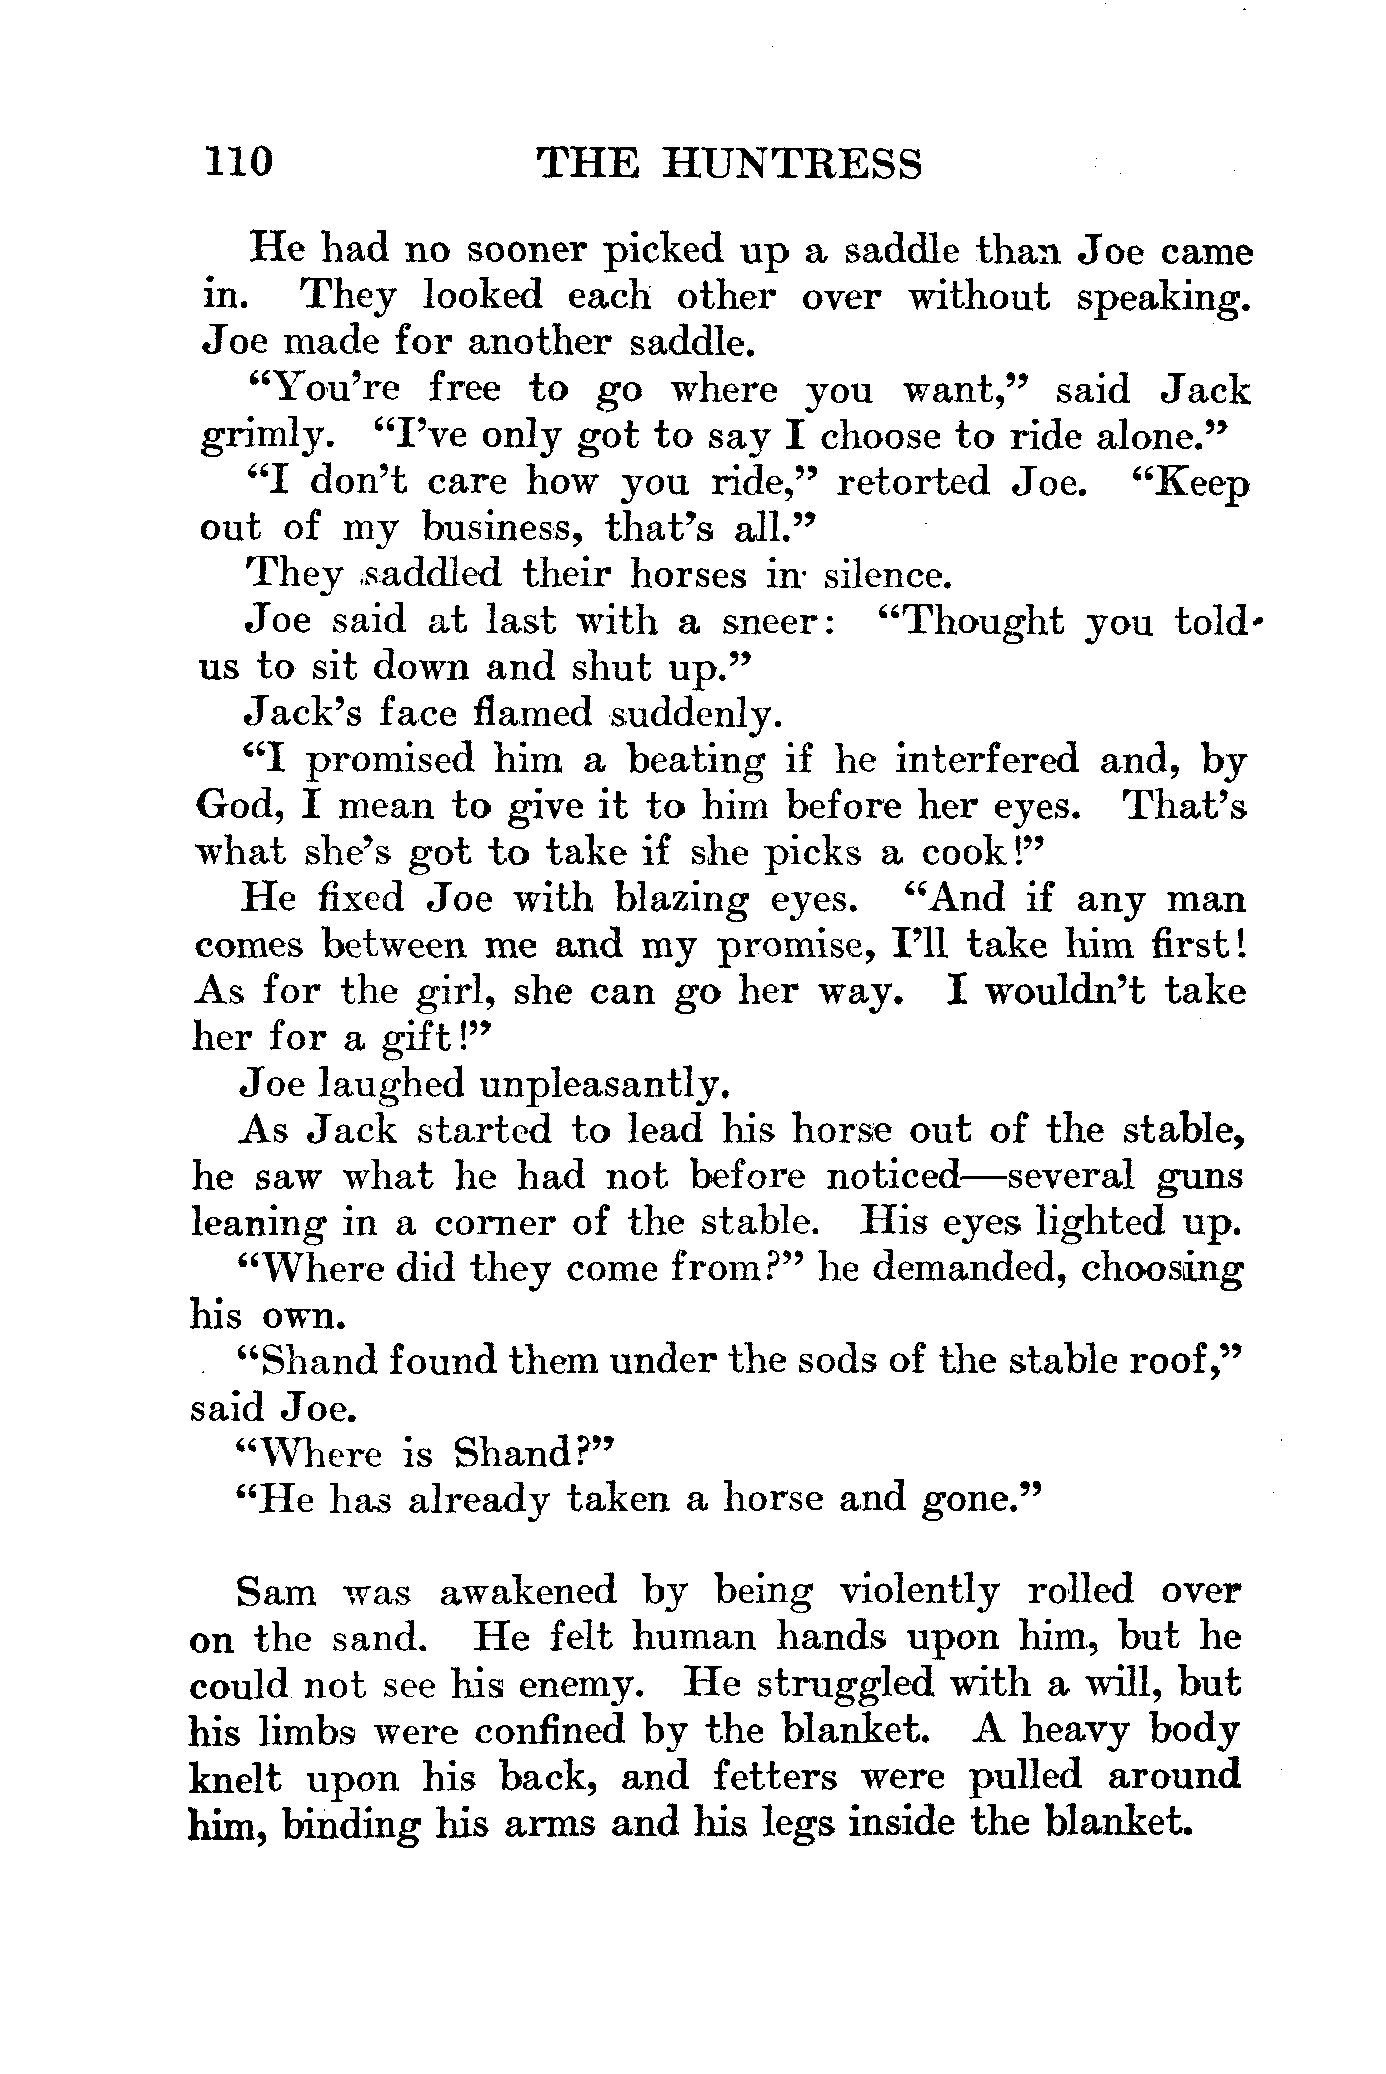 110 THE HUNTRESS
He had no sooner picked up a saddle than Joe came
in. They looked each other over without speaking.
Joe made for another saddle.
“You’re free to go where you want,” said Jack
grimly. “I’ve only got to say I choose to ride alone.”
“I don’t care how you ride,” retorted Joe. “Keep
out of my business, that’s all.”
They saddled their horses in silence.
Joe said at last with a sneer: “Thought you told
us to sit down and shut up.”
Jack’s face flamed suddenly.
“I promised him a beating if he interfered and, by
God, I mean to give it to him before her eyes. That’s
what she’s got to take if she picks a cook!”
He fixed Joe with blazing eyes. “And if any man
comes between me and my promise, I’ll take him first!
As for the girl, she can go her way. I wouldn’t take
her for a gift!”
Joe laughed unpleasantly.
As Jack started to lead his horse out of the stable,
he saw what he had not before noticed—several guns
leaning in a corner of the stable. His eyes lighted up.
“Where did they come from?” he demanded, choosing
his own.
“Shand found them under the sods of the stable roof,”
said Joe.
“Where is Shand?”
“He has already taken a horse and gone.”
Sam was awakened by being violently rolled over
on the sand. He felt human hands upon him, but he
could not see his enemy. He struggled with a will, but
his limbs were confined by the blanket. A heavy body
knelt upon his back, and fetters were pulled around
him, binding his arms and his legs inside the blanket.